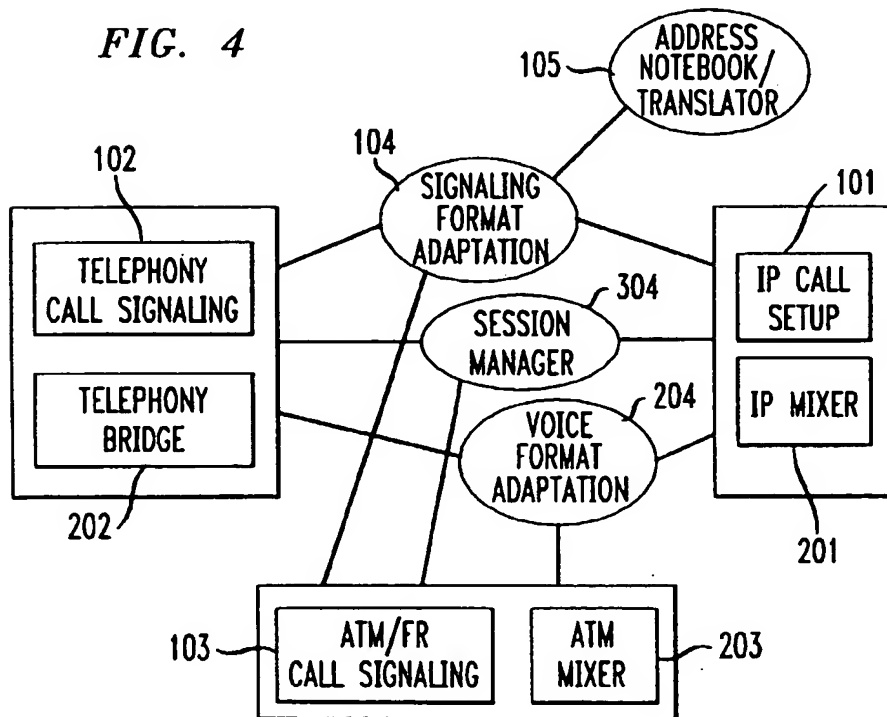 FIG. 4
105
ADDRESS
NOTEBOOK/
TRANSLATOR
104
SIGNALING
FORMAT
ADAPTATION
102
TELEPHONY
CALL SIGNALING
TELEPHONY
BRIDGE
202
304
SESSION
MANAGER
204
VOICE
FORMAT
ADAPTATION
101
IP CALL
SETUP
IP MIXER
201
103
ATM/FR
CALL SIGNALING
ATM
MIXER
203